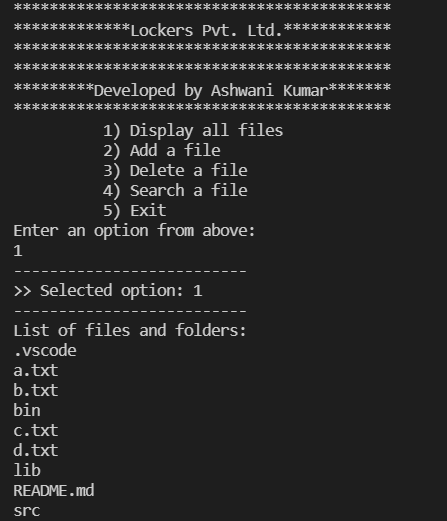 ******************************************
*************Lockers Pvt. Ltd.************
******************************************
******************************************
*********Developed by Ashwani Kumar*******
******************************************
1) Display all files
2) Add a file
3) Delete a file
4) Search a file
5) Exit
Enter an option from above:
1
--------------------------
>> Selected option: 1
--------------------------
List of files and folders:
.vscode
a.txt
b.txt
bin
c.txt
d.txt
lib
README.md
src